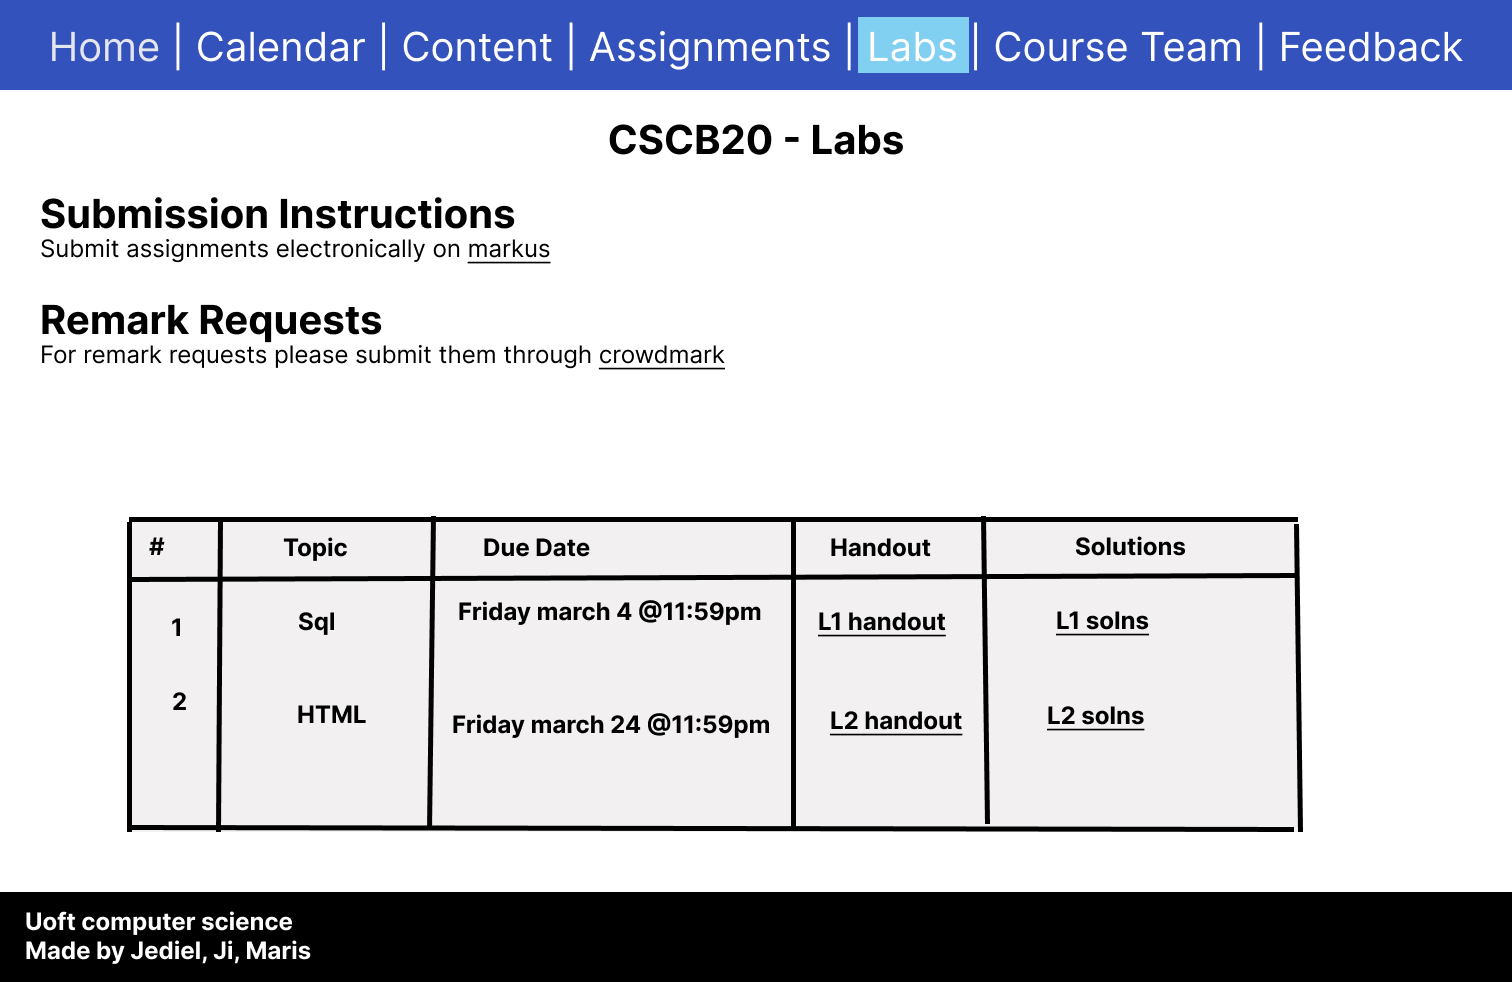 Home | Calendar | Content | Assignments | Labs | Course Team | Feedback
CSCB20 - Labs
Submission Instructions
Submit assignments electronically on markus
Remark Requests
For remark requests please submit them through crowdmark
# Topic Due Date Handout Solutions
1 Sql Friday march 4 @11:59pm L1 handout L1 solns
2 HTML Friday march 24 @11:59pm L2 handout L2 solns
Uoft computer science
Made by Jediel, Ji, Maris